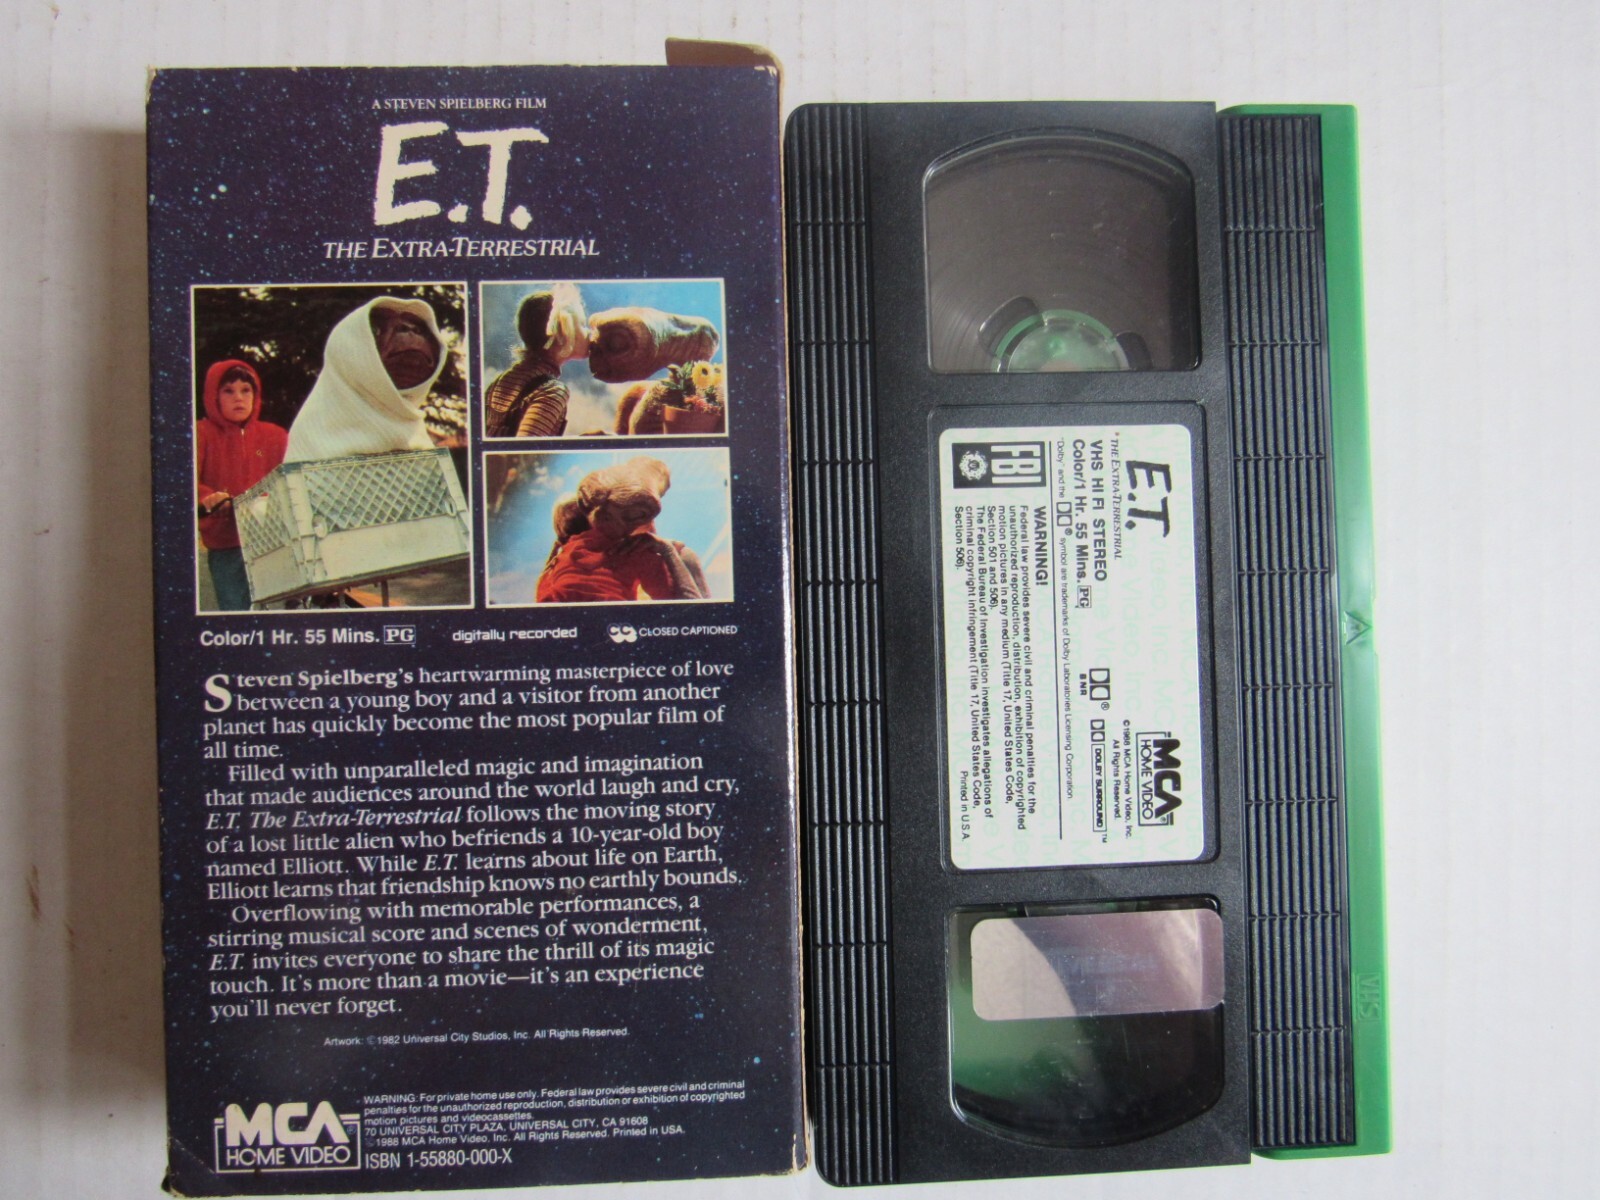 A STEVEN SPIELBERG FILM
E.T.
THE EXTRA-TERRESTRIAL
Color/1 Hr. 55 Mins. PG
digitally recorded
CC CLOSED CAPTIONED
Steven Spielberg's heartwarming masterpiece of love
between a young boy and a visitor from another
planet has quickly become the most popular film of
all time.
Filled with unparalleled magic and imagination
that made audiences around the world laugh and cry,
E.T. The Extra-Terrestrial follows the moving story
of a lost little alien who befriends a 10-year-old boy
named Elliott. While E.T. learns about life on Earth,
Elliott learns that friendship knows no earthly bounds.
Overflowing with memorable performances, a
stirring musical score and scenes of wonderment,
E.T. invites everyone to share the thrill of its magic
touch. It's more than a movie—it's an experience
you'll never forget.
Artwork: ©1982 Universal City Studios, Inc. All Rights Reserved.
MCA
HOME VIDEO
WARNING: For private home use only. Federal law provides severe civil and criminal
penalties for the unauthorized reproduction, distribution or exhibition of copyrighted
motion pictures and videocassettes.
70 UNIVERSAL CITY PLAZA, UNIVERSAL CITY, CA 91608
©1988 MCA Home Video, Inc. All Rights Reserved. Printed in USA.
ISBN 1-55880-000-X
E.T.
THE EXTRA-TERRESTRIAL
VHS HI FI STEREO
Color/1 Hr. 55 Mins. PG
"Dolby" and the ® symbol are trademarks of Dolby Laboratories Licensing Corporation
MCA®
HOME VIDEO
©1988 MCA Home Video, Inc.
All Rights Reserved.
®
B NR
DOLBY SURROUND™
FBI
WARNING!
Federal law provides severe civil and criminal penalties for the
unauthorized reproduction, distribution, exhibition of copyrighted
motion pictures in any medium (Title 17, United States Code,
Section 501 and 506).
The Federal Bureau of Investigation investigates allegations of
criminal copyright infringement (Title 17, United States Code,
Section 506).
Printed in U.S.A.
VHS